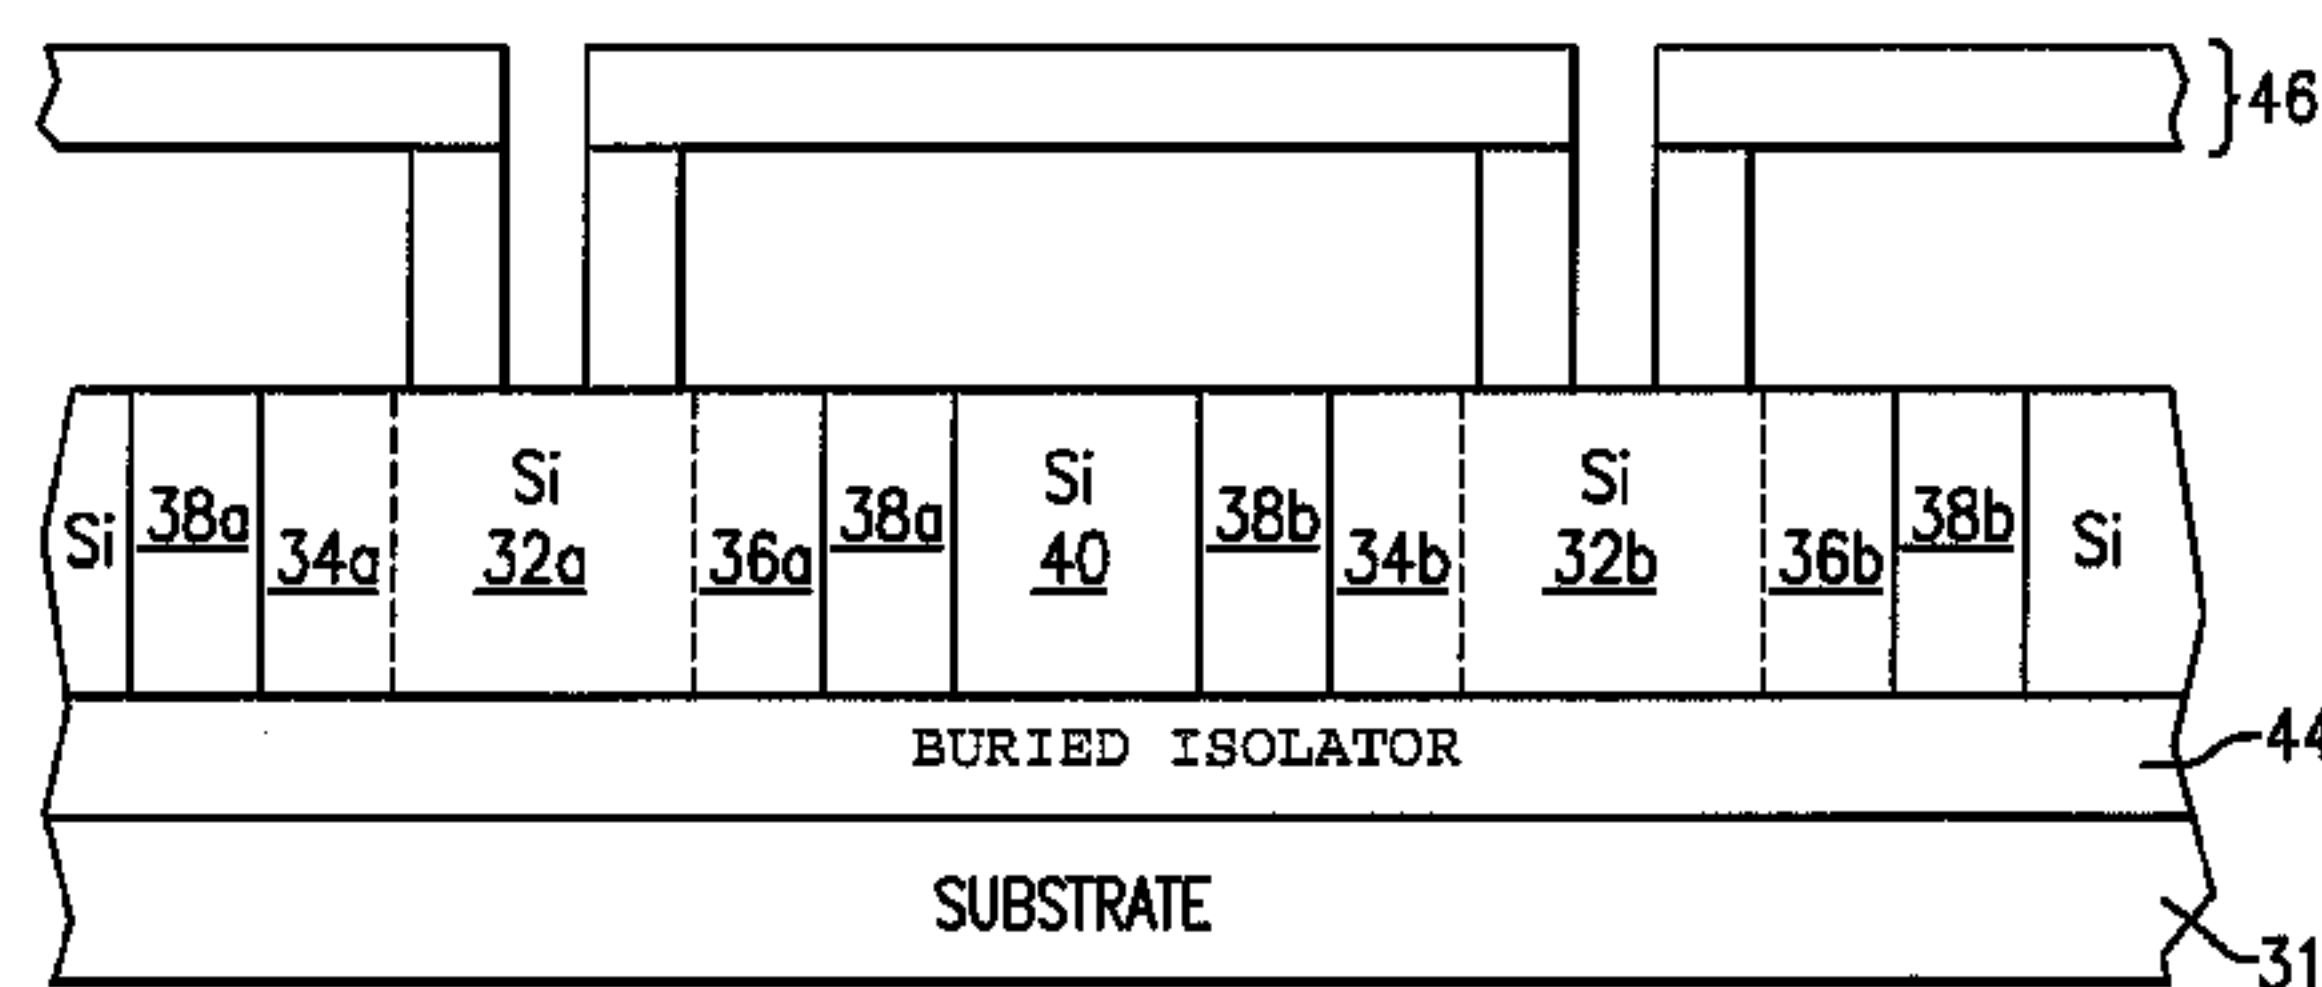 46
Si 38a 34a Si 32a 36a 38a Si 40 38b 34b Si 32b 36b 38b Si
BURIED ISOLATOR
44
SUBSTRATE
31